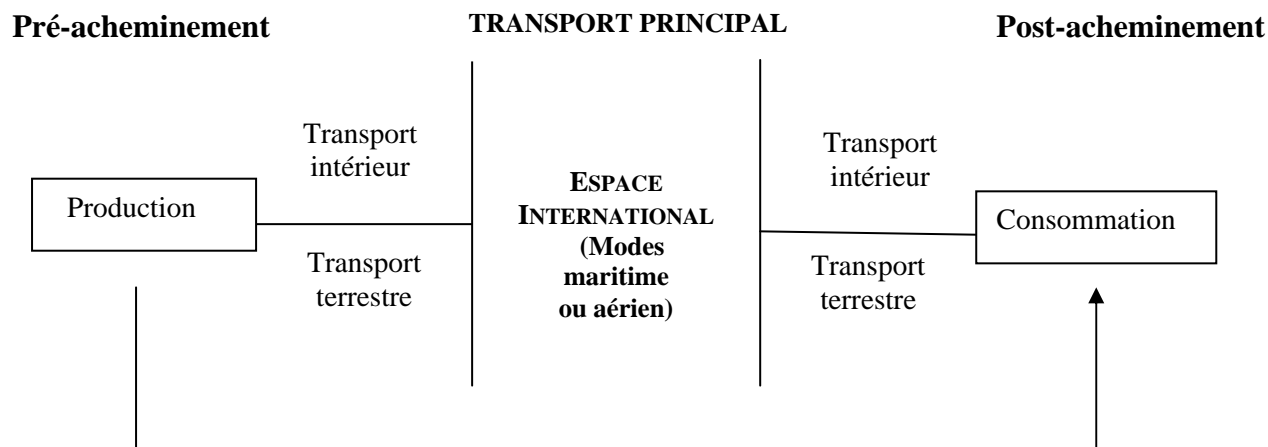 Pré-acheminement
TRANSPORT PRINCIPAL
Post-acheminement
Transport
intérieur
Production
Transport
terrestre
ESPACE
INTERNATIONAL
(Modes
maritime
ou aérien)
Transport
intérieur
Consommation
Transport
terrestre